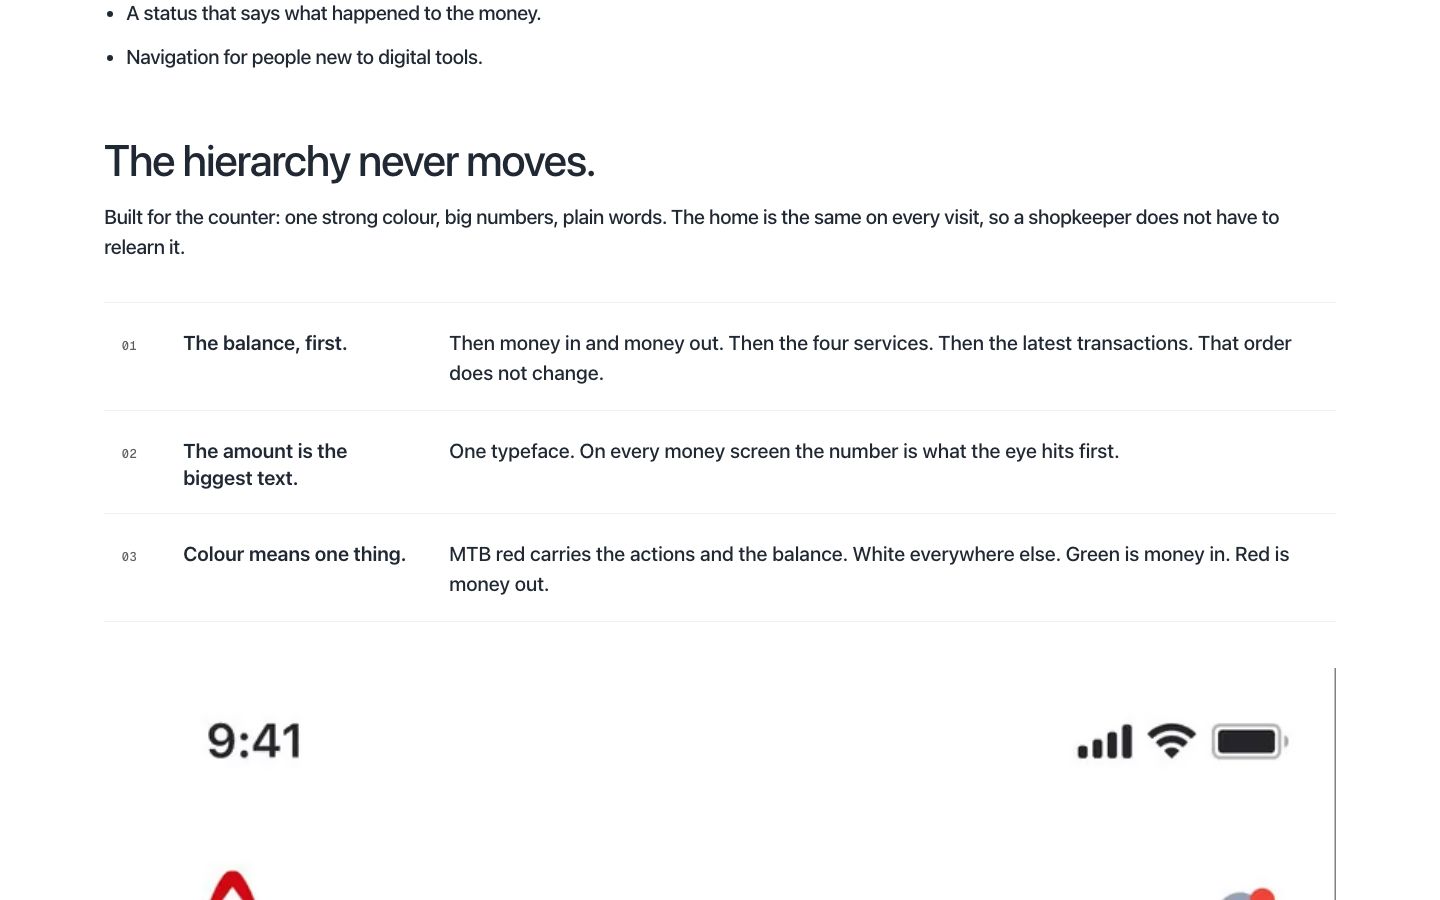 A status that says what happened to the money.
Navigation for people new to digital tools.
The hierarchy never moves.
Built for the counter: one strong colour, big numbers, plain words. The home is the same on every visit, so a shopkeeper does not have to
relearn it.
01
The balance, first.
Then money in and money out. Then the four services. Then the latest transactions. That order
does not change.
02
The amount is the
biggest text.
One typeface. On every money screen the number is what the eye hits first.
03
Colour means one thing.
MTB red carries the actions and the balance. White everywhere else. Green is money in. Red is
money out.
9:41